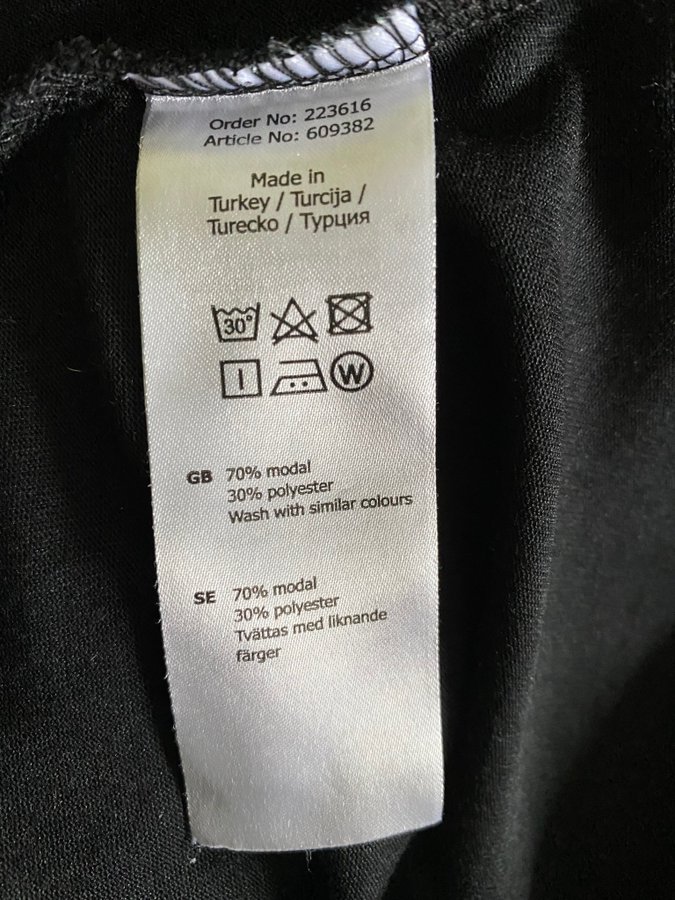 Order No: 223616
Article No: 609382
Made in
Turkey / Turcija /
Turecko / Турция
30°
W
GB 70% modal
30% polyester
Wash with similar colours
SE 70% modal
30% polyester
Tvättas med liknande
färger